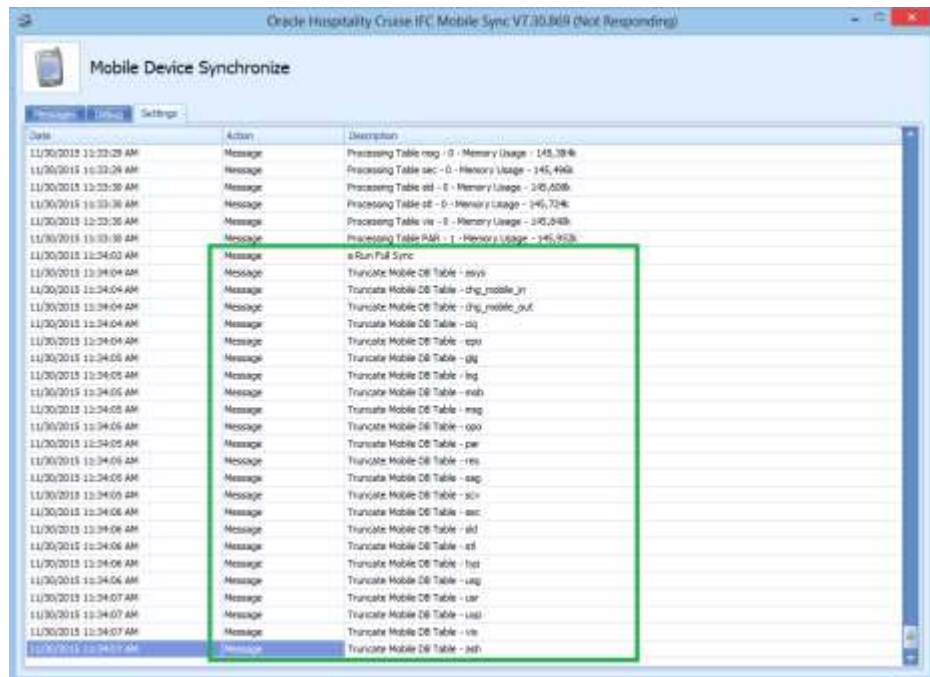 Oracle Hospitality Cruise IFC Mobile Sync V7.30.869 (Not Responding)
Mobile Device Synchronize
Messages Debug Settings
Date Action Description
11/30/2015 11:33:29 AM Message Processing Table msg - 0 - Memory Usage - 145,384k
11/30/2015 11:33:29 AM Message Processing Table sec - 0 - Memory Usage - 145,496k
11/30/2015 11:33:30 AM Message Processing Table sld - 0 - Memory Usage - 145,608k
11/30/2015 11:33:30 AM Message Processing Table stl - 0 - Memory Usage - 145,724k
11/30/2015 11:33:30 AM Message Processing Table vie - 0 - Memory Usage - 145,840k
11/30/2015 11:33:30 AM Message Processing Table PAR - 1 - Memory Usage - 145,952k
11/30/2015 11:34:02 AM Message Run Full Sync
11/30/2015 11:34:04 AM Message Truncate Mobile DB Table - asys
11/30/2015 11:34:04 AM Message Truncate Mobile DB Table - chg_mobile_in
11/30/2015 11:34:04 AM Message Truncate Mobile DB Table - chg_mobile_out
11/30/2015 11:34:04 AM Message Truncate Mobile DB Table - ciq
11/30/2015 11:34:04 AM Message Truncate Mobile DB Table - epo
11/30/2015 11:34:05 AM Message Truncate Mobile DB Table - glg
11/30/2015 11:34:05 AM Message Truncate Mobile DB Table - lng
11/30/2015 11:34:05 AM Message Truncate Mobile DB Table -
11/30/2015 11:34:05 AM Message Truncate Mobile DB Table - msg
11/30/2015 11:34:05 AM Message Truncate Mobile DB Table - opo
11/30/2015 11:34:05 AM Message Truncate Mobile DB Table - par
11/30/2015 11:34:05 AM Message Truncate Mobile DB Table - res
11/30/2015 11:34:05 AM Message Truncate Mobile DB Table - sag
11/30/2015 11:34:05 AM Message Truncate Mobile DB Table - scv
11/30/2015 11:34:06 AM Message Truncate Mobile DB Table - sec
11/30/2015 11:34:06 AM Message Truncate Mobile DB Table - sld
11/30/2015 11:34:06 AM Message Truncate Mobile DB Table - stl
11/30/2015 11:34:06 AM Message Truncate Mobile DB Table - typ
11/30/2015 11:34:06 AM Message Truncate Mobile DB Table - usg
11/30/2015 11:34:07 AM Message Truncate Mobile DB Table - usr
11/30/2015 11:34:07 AM Message Truncate Mobile DB Table - usp
11/30/2015 11:34:07 AM Message Truncate Mobile DB Table - vie
11/30/2015 11:34:07 AM Message Truncate Mobile DB Table -